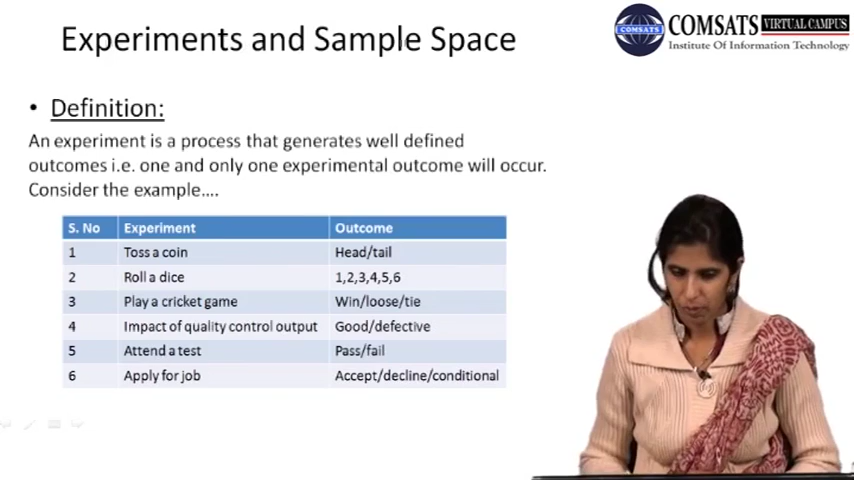 Experiments and Sample Space
COMSATS VIRTUAL CAMPUS
Institute Of Information Technology
COMSATS
• Definition:
An experiment is a process that generates well defined
outcomes i.e. one and only one experimental outcome will occur.
Consider the example....
S. No Experiment Outcome
1 Toss a coin Head/tail
2 Roll a dice 1,2,3,4,5,6
3 Play a cricket game Win/loose/tie
4 Impact of quality control output Good/defective
5 Attend a test Pass/fail
6 Apply for job Accept/decline/conditional